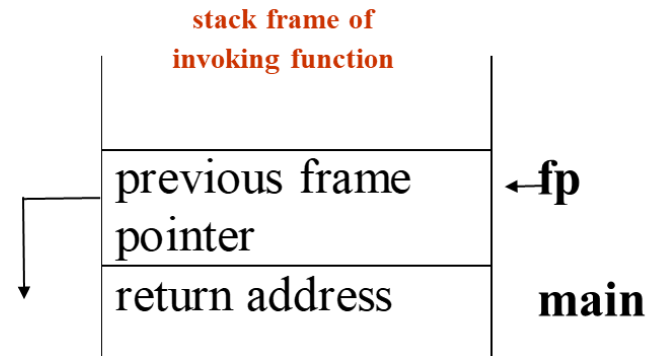 stack frame of
invoking function
previous frame
fp
pointer
return address
main